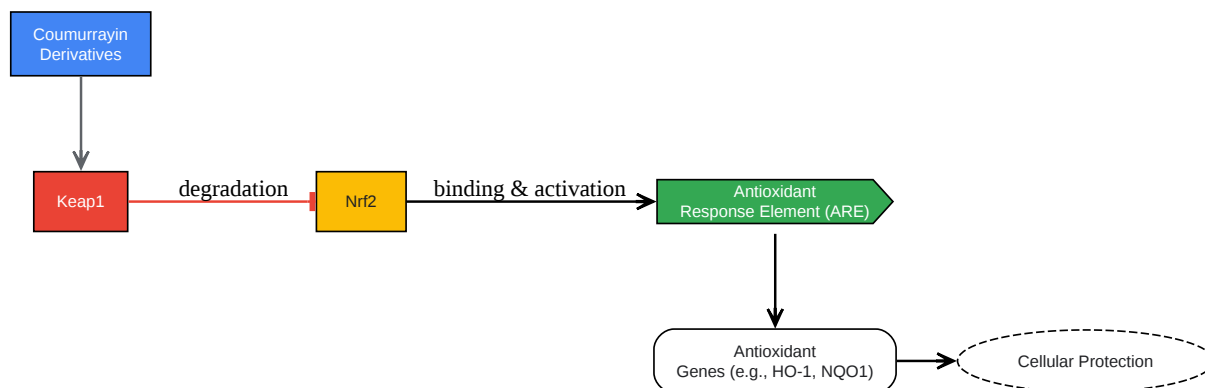 Coumurrayin
Derivatives
Keap1
degradation
Nrf2
binding & activation
Antioxidant
Response Element (ARE)
Antioxidant
Genes (e.g., HO-1, NQO1)
Cellular Protection